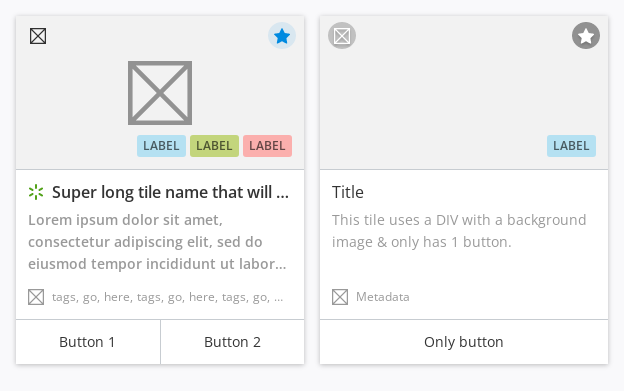 LABEL LABEL LABEL
Super long tile name that will ...
Lorem ipsum dolor sit amet,
consectetur adipiscing elit, sed do
eiusmod tempor incididunt ut labor...
tags, go, here, tags, go, here, tags, go, ...
Button 1 Button 2
LABEL
Title
This tile uses a DIV with a background
image & only has 1 button.
Metadata
Only button